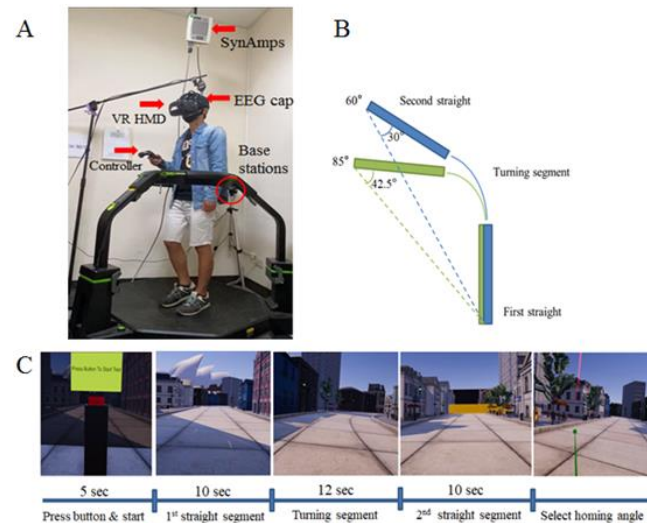 A
SynAmps
EEG cap
VR HMD
Controller
Base
stations
B
60°
Second straight
30°
85°
42.5°
Turning segment
First straight
C
Press Button To Start Task
5 sec
10 sec
12 sec
10 sec
Press button & start
1st straight segment
Turning segment
2nd straight segment
Select homing angle